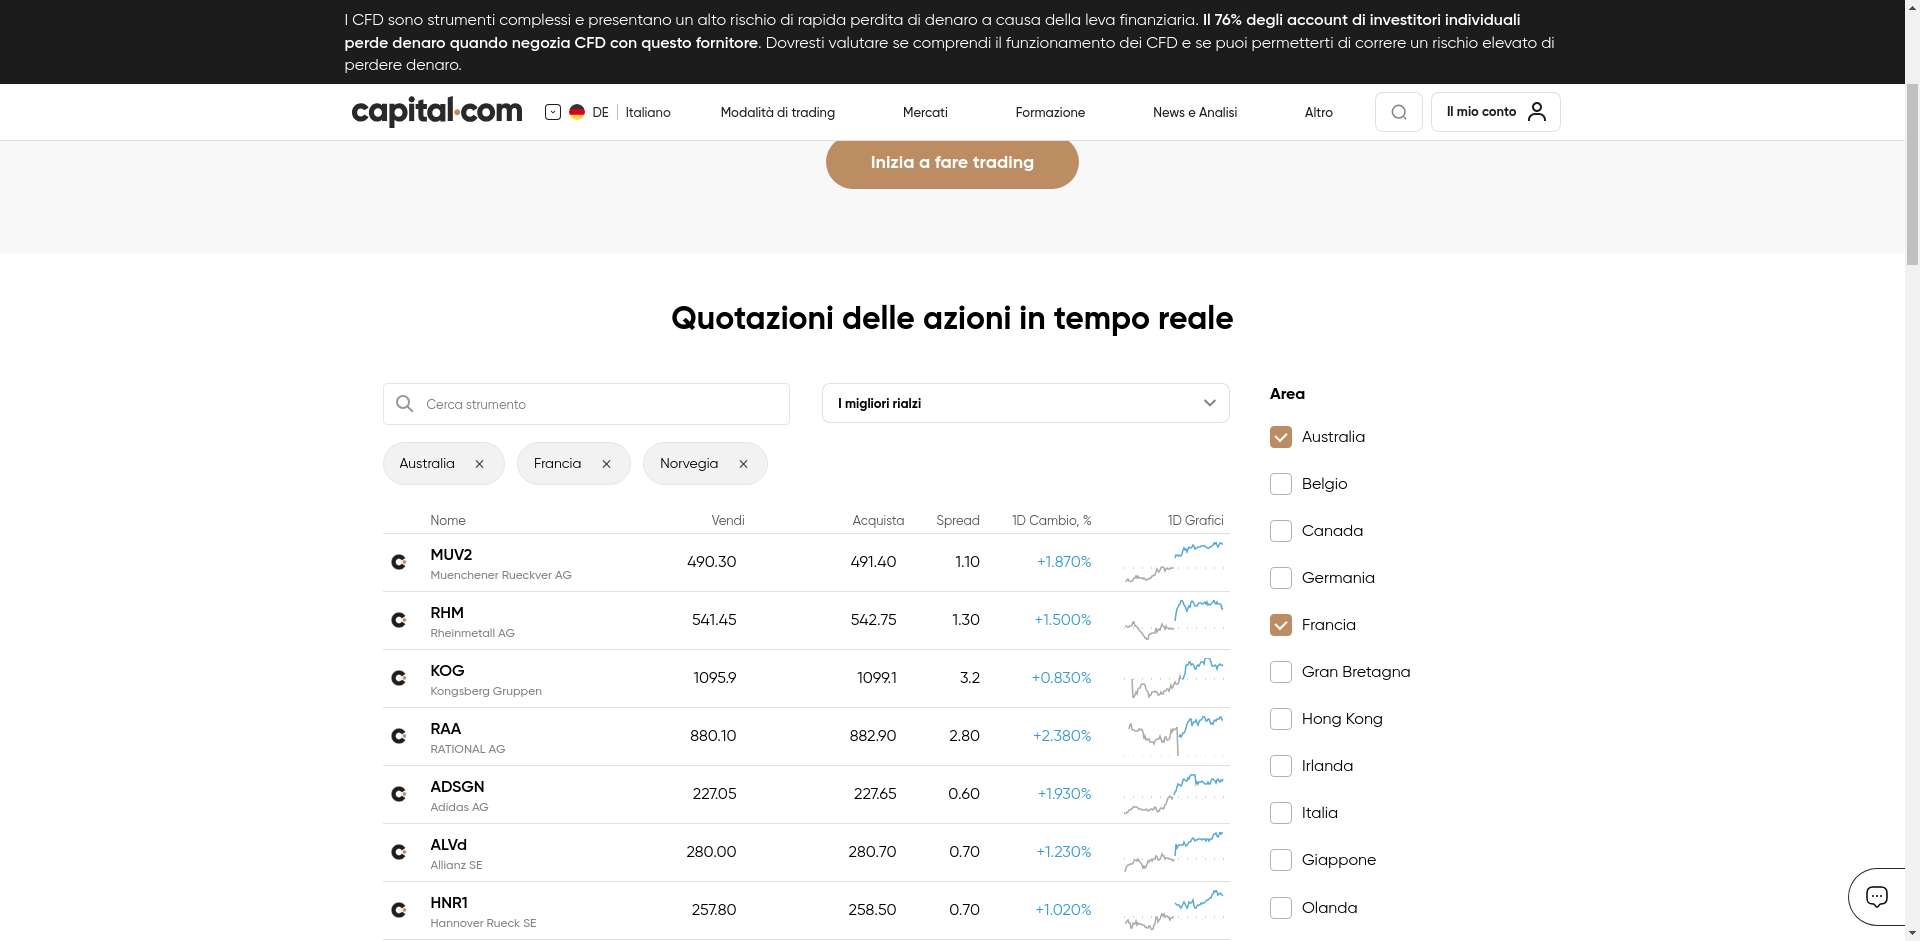 I CFD sono strumenti complessi e presentano un alto rischio di rapida perdita di denaro a causa della leva finanziaria. Il 76% degli account di investitori individuali
perde denaro quando negozia CFD con questo fornitore. Dovresti valutare se comprendi il funzionamento dei CFD e se puoi permetterti di correre un rischio elevato di
perdere denaro.
capital.com DE Italiano Modalità di trading Mercati Formazione News e Analisi Altro Il mio conto
Inizia a fare trading
Quotazioni delle azioni in tempo reale
Cerca strumento
I migliori rialzi
Australia Francia Norvegia
Nome Vendi Acquista Spread 1D Cambio, % 1D Grafici
MUV2 490.30 491.40 1.10 +1.870%
Muenchener Rueckver AG
RHM 541.45 542.75 1.30 +1.500%
Rheinmetall AG
KOG 1095.9 1099.1 3.2 +0.830%
Kongsberg Gruppen
RAA 880.10 882.90 2.80 +2.380%
RATIONAL AG
ADSGN 227.05 227.65 0.60 +1.930%
Adidas AG
ALVd 280.00 280.70 0.70 +1.230%
Allianz SE
HNR1 257.80 258.50 0.70 +1.020%
Hannover Rueck SE
Area
Australia
Belgio
Canada
Germania
Francia
Gran Bretagna
Hong Kong
Irlanda
Italia
Giappone
Olanda